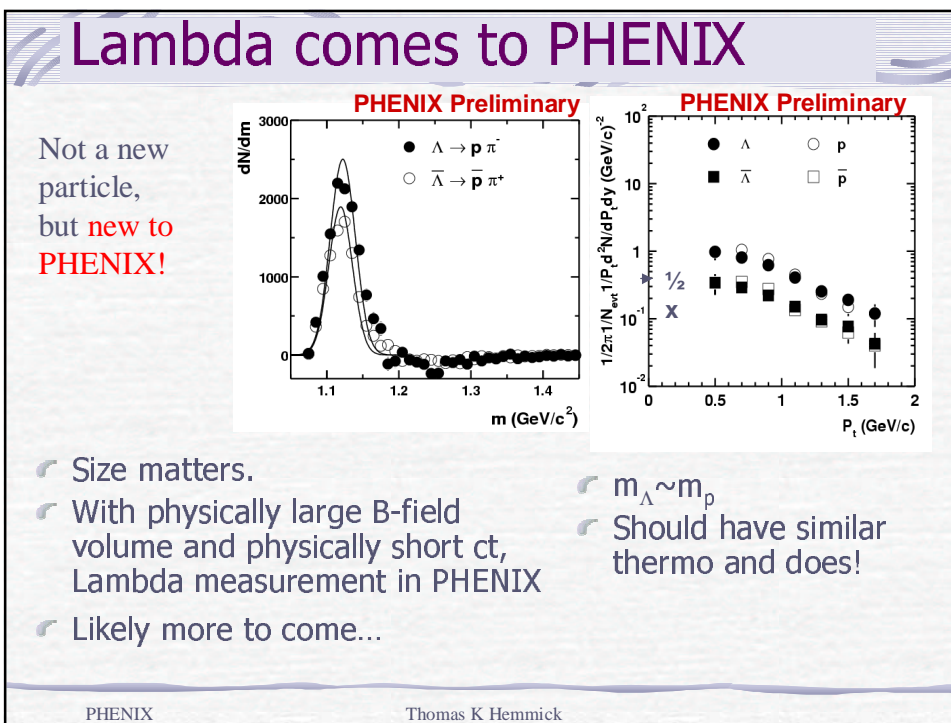 Lambda comes to PHENIX
Not a new
particle,
but new to
PHENIX!
PHENIX Preliminary
dN/dm
3000
2000
1000
0
Λ → p π⁻
Λ̅ → p̅ π⁺
1.1 1.2 1.3 1.4
m (GeV/c²)
PHENIX Preliminary
1/2π1/N_evt 1/P_t d²N/dP_t dy (GeV/c)⁻²
10²
10
1
10⁻¹
10⁻²
Λ p
Λ̅ p̅
½
x
0 0.5 1 1.5 2
P_t (GeV/c)
Size matters.
With physically large B-field
volume and physically short ct,
Lambda measurement in PHENIX
Likely more to come…
m_Λ~m_p
Should have similar
thermo and does!
PHENIX Thomas K Hemmick